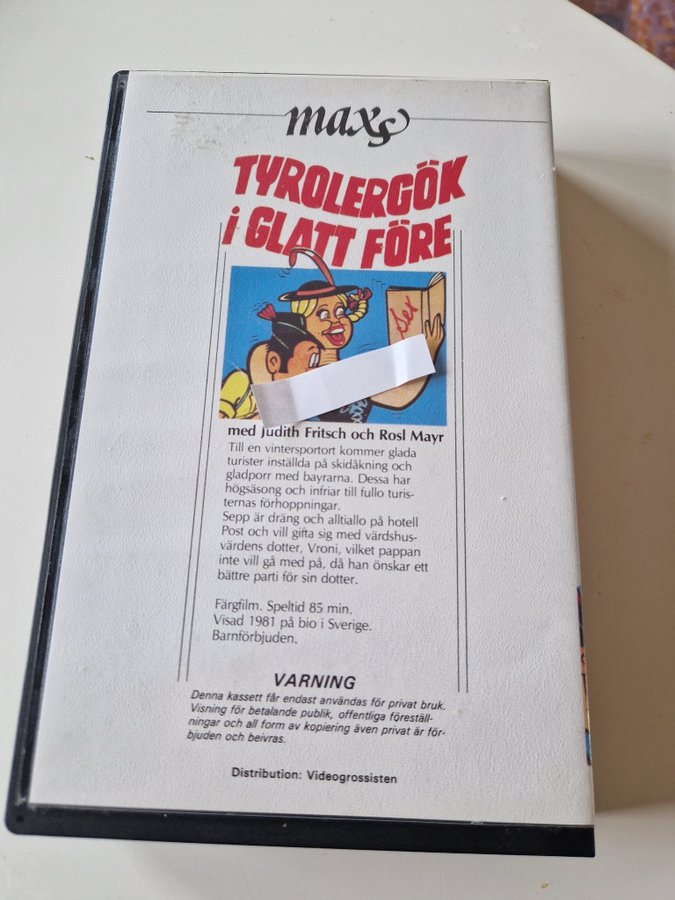 maxs
TYROLERGÖK
i GLATT FÖRE
Sex
med Judith Fritsch och Rosl Mayr
Till en vintersportort kommer glada
turister inställda på skidåkning och
gladporr med bayrarna. Dessa har
högsäsong och infriar till fullo turis-
ternas förhoppningar.
Sepp är dräng och alltiallo på hotell
Post och vill gifta sig med värdshus-
värdens dotter, Vroni, vilket pappan
inte vill gå med på, då han önskar ett
bättre parti för sin dotter.
Färgfilm. Speltid 85 min.
Visad 1981 på bio i Sverige.
Barnförbjuden.
VARNING
Denna kassett får endast användas för privat bruk.
Visning för betalande publik, offentliga föreställ-
ningar och all form av kopiering även privat är för-
bjuden och beivras.
Distribution: Videogrossisten